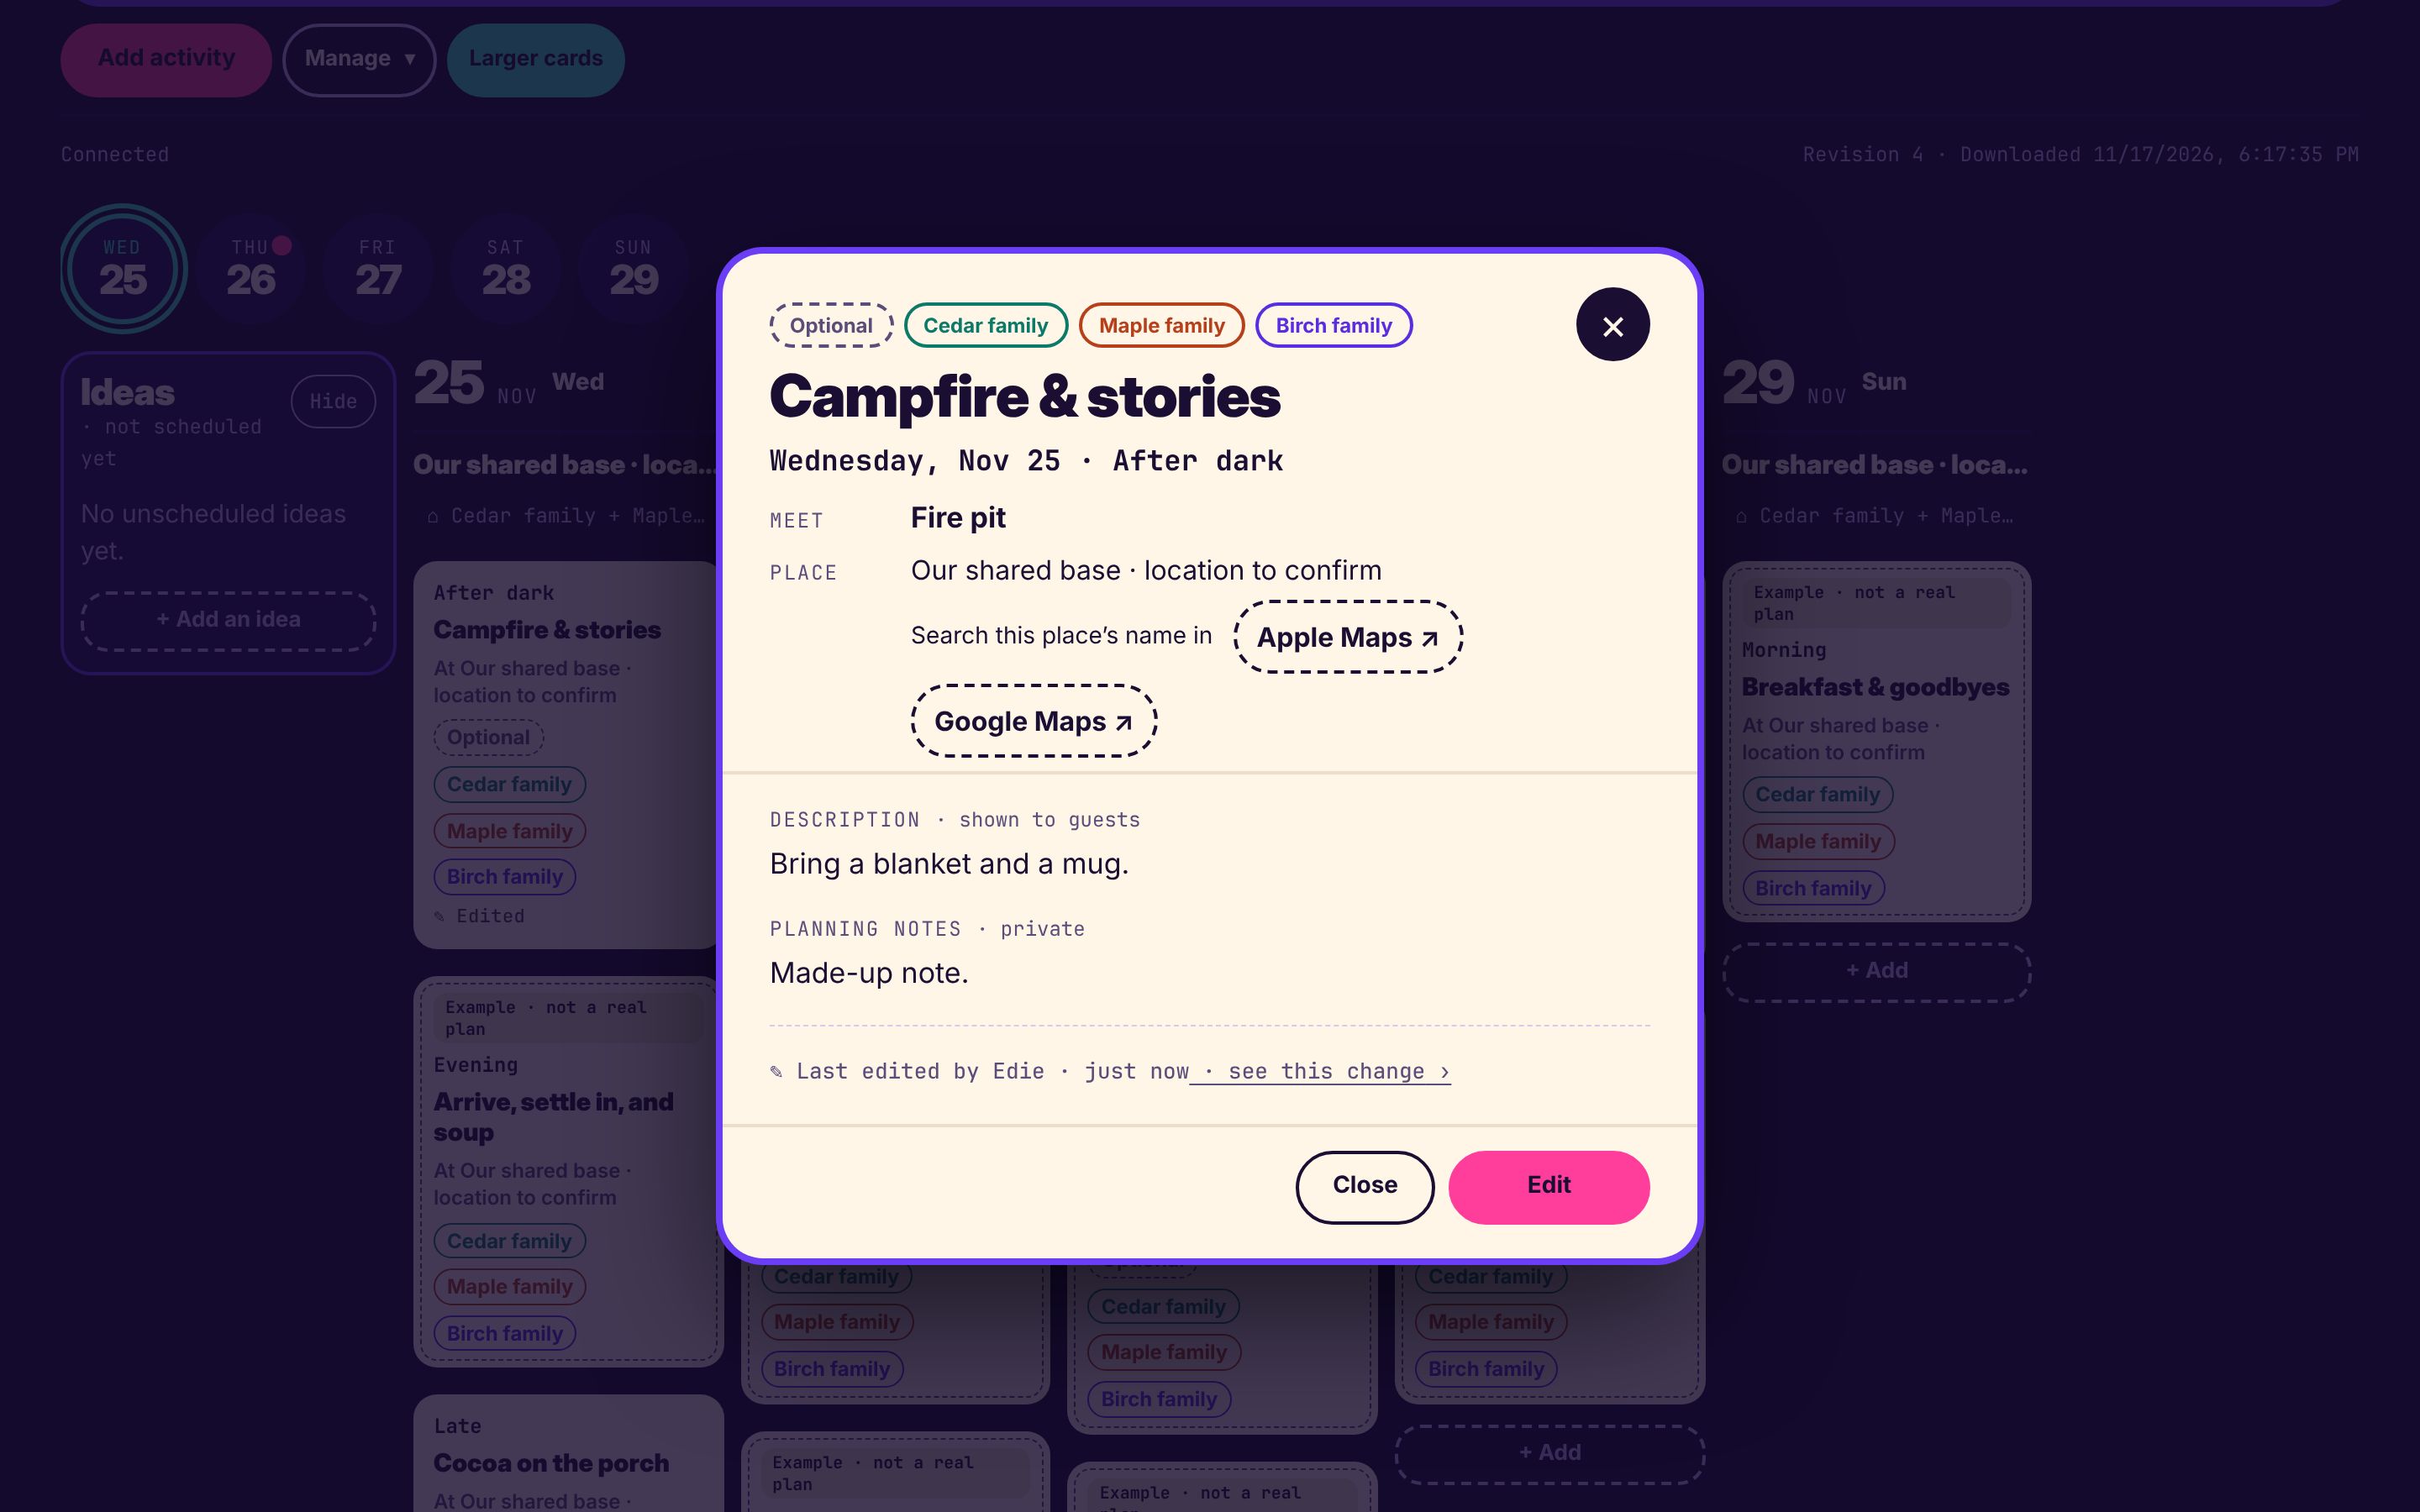 Add activity
Manage ▾
Larger cards
Connected
Revision 4 · Downloaded 11/17/2026, 6:17:35 PM
WED
25
THU
26
FRI
27
SAT
28
SUN
29
Ideas
· not scheduled
yet
Hide
No unscheduled ideas
yet.
+ Add an idea
25 NOV Wed
Our shared base · loca…
⌂ Cedar family + Maple…
After dark
Campfire & stories
At Our shared base ·
location to confirm
Optional
Cedar family
Maple family
Birch family
✎ Edited
Example · not a real
plan
Evening
Arrive, settle in, and
soup
At Our shared base ·
location to confirm
Cedar family
Maple family
Birch family
Late
Cocoa on the porch
At Our shared base ·
Optional
Cedar family
Maple family
Birch family
×
Campfire & stories
Wednesday, Nov 25 · After dark
MEET
Fire pit
PLACE
Our shared base · location to confirm
Search this place’s name in
Apple Maps ↗
Google Maps ↗
DESCRIPTION · shown to guests
Bring a blanket and a mug.
PLANNING NOTES · private
Made-up note.
✎ Last edited by Edie · just now · see this change ›
Close
Edit
Cedar family
Maple family
Birch family
Example · not a real
plan
Cedar family
Maple family
Birch family
Example · not a real
Cedar family
Maple family
Birch family
+ Add
29 NOV Sun
Our shared base · loca…
⌂ Cedar family + Maple…
Example · not a real
plan
Morning
Breakfast & goodbyes
At Our shared base ·
location to confirm
Cedar family
Maple family
Birch family
+ Add